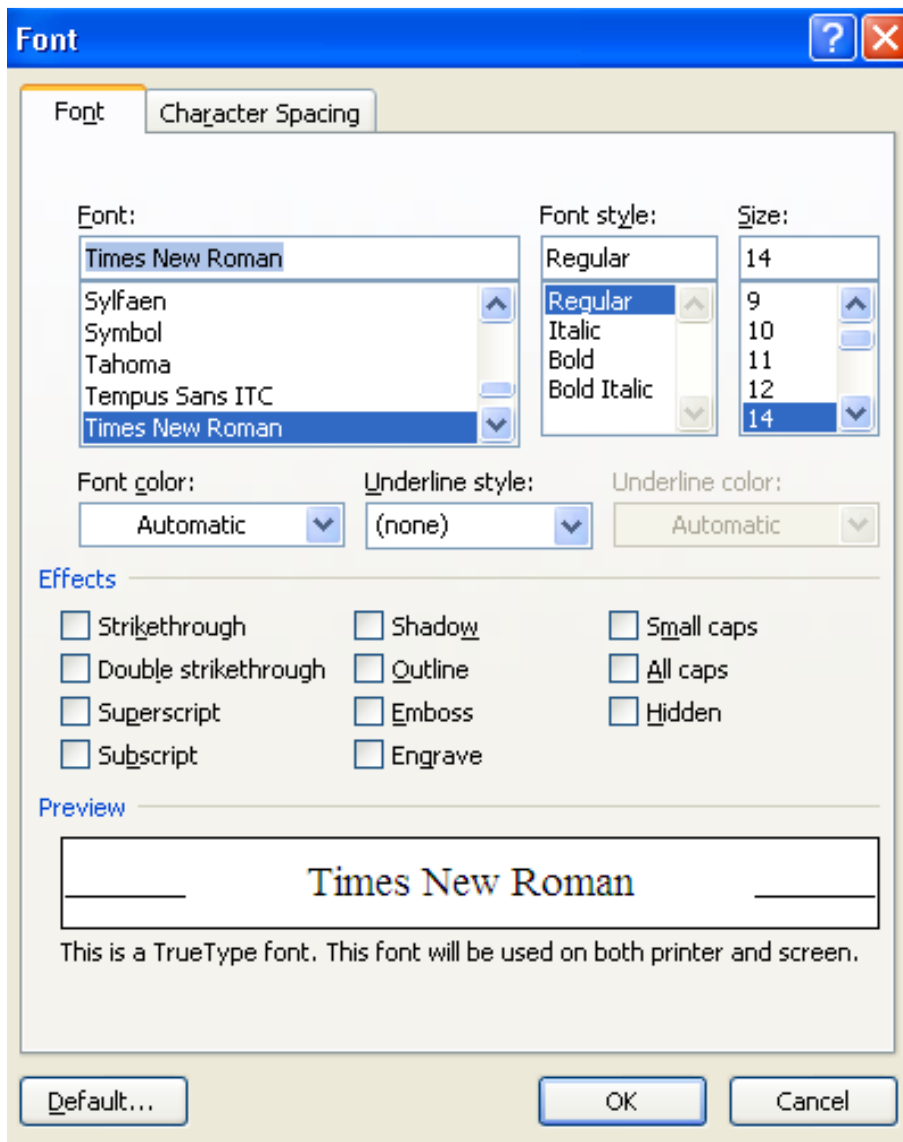 Font
Font Character Spacing
Font: Font style: Size:
Times New Roman Regular 14
Sylfaen Regular 9
Symbol Italic 10
Tahoma Bold 11
Tempus Sans ITC Bold Italic 12
Times New Roman 14
Font color: Underline style: Underline color:
Automatic (none) Automatic
Effects
Strikethrough Shadow Small caps
Double strikethrough Outline All caps
Superscript Emboss Hidden
Subscript Engrave
Preview
Times New Roman
This is a TrueType font. This font will be used on both printer and screen.
Default... OK Cancel